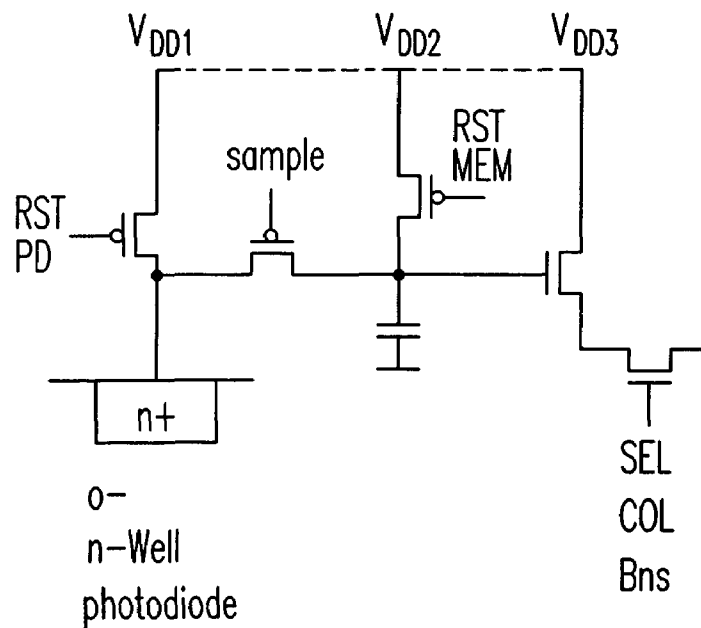 VDD1 VDD2 VDD3
RST
MEM
sample
RST
PD
n+
o-
n-Well
photodiode
SEL
COL
Bns